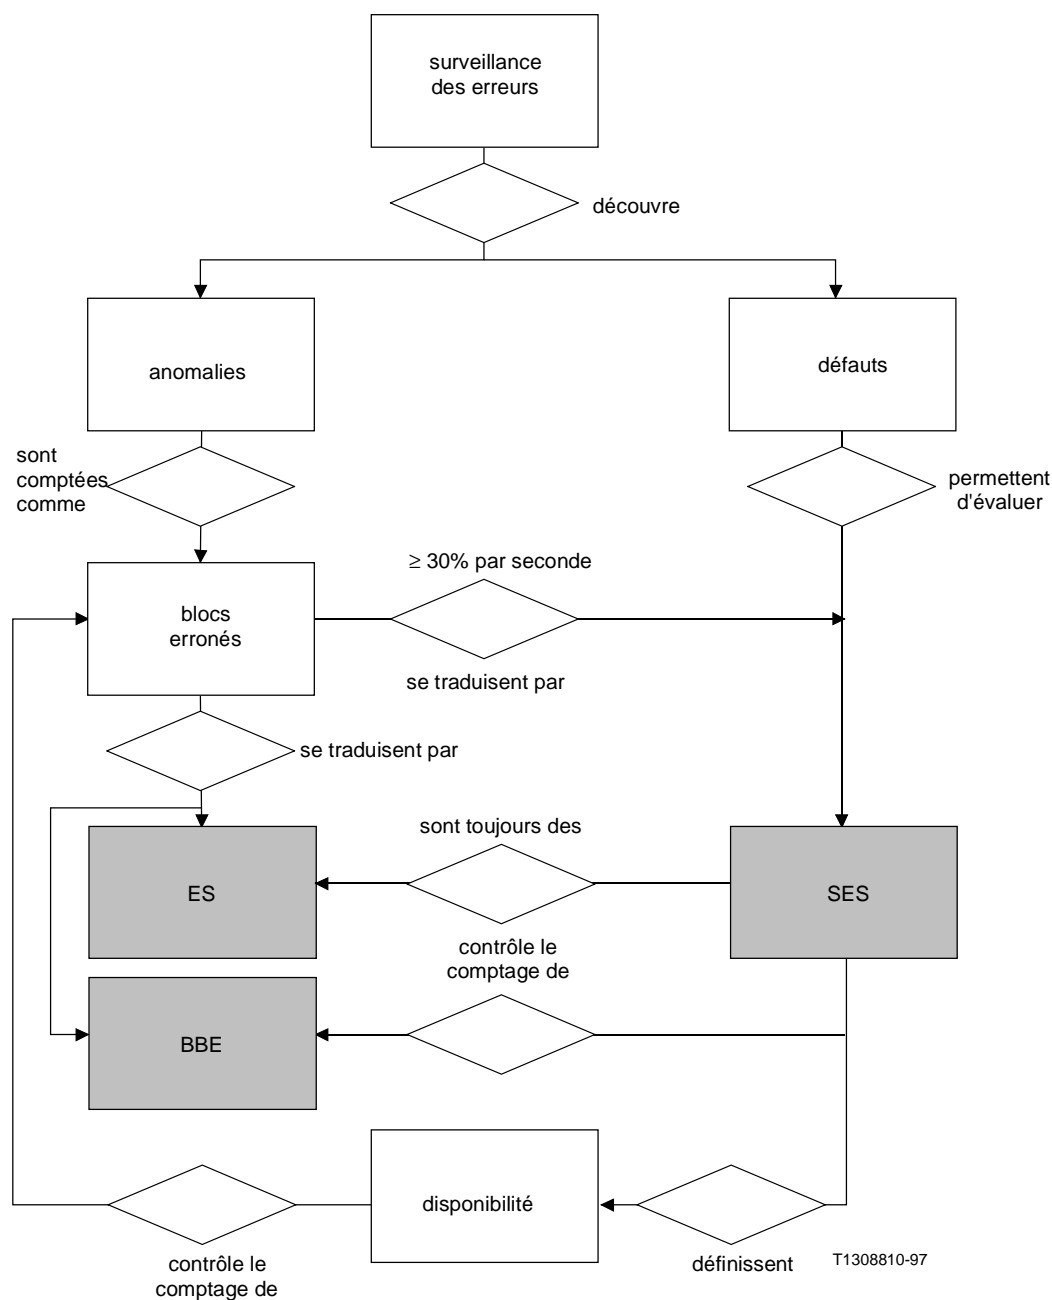 surveillance
des erreurs
découvre
anomalies
défauts
sont
comptées
comme
permettent
d'évaluer
≥ 30% par seconde
blocs
erronés
se traduisent par
se traduisent par
sont toujours des
ES
SES
contrôle le
comptage de
BBE
disponibilité
contrôle le
comptage de
définissent
T1308810-97